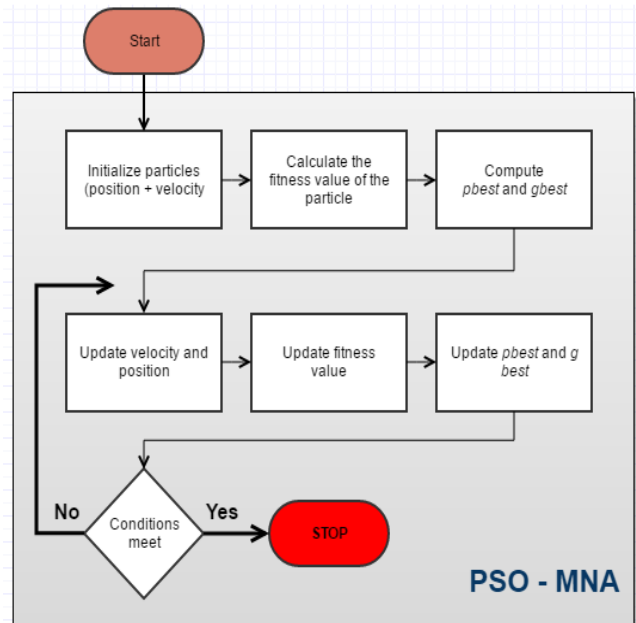 Start
Initialize particles
(position + velocity
Calculate the
fitness value of the
particle
Compute
pbest and gbest
Update velocity and
position
Update fitness
value
Update pbest and g
best
No
Conditions
meet
Yes
STOP
PSO - MNA